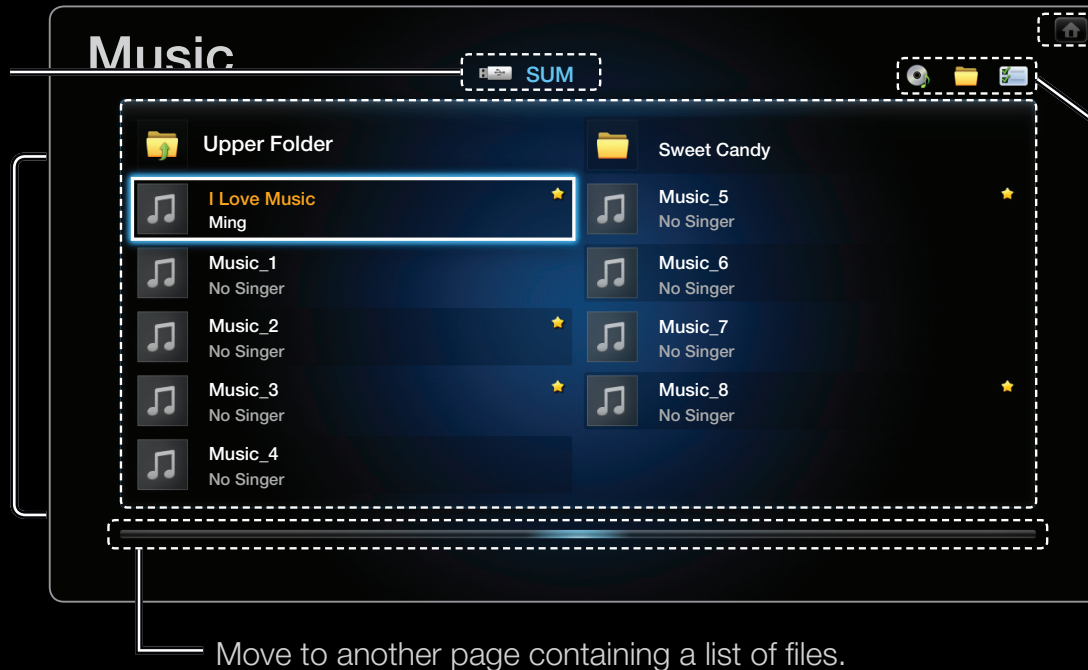 Music
SUM
Upper Folder
I Love Music
Ming
Music_1
No Singer
Music_2
No Singer
Music_3
No Singer
Music_4
No Singer
Sweet Candy
Music_5
No Singer
Music_6
No Singer
Music_7
No Singer
Music_8
No Singer
Move to another page containing a list of files.